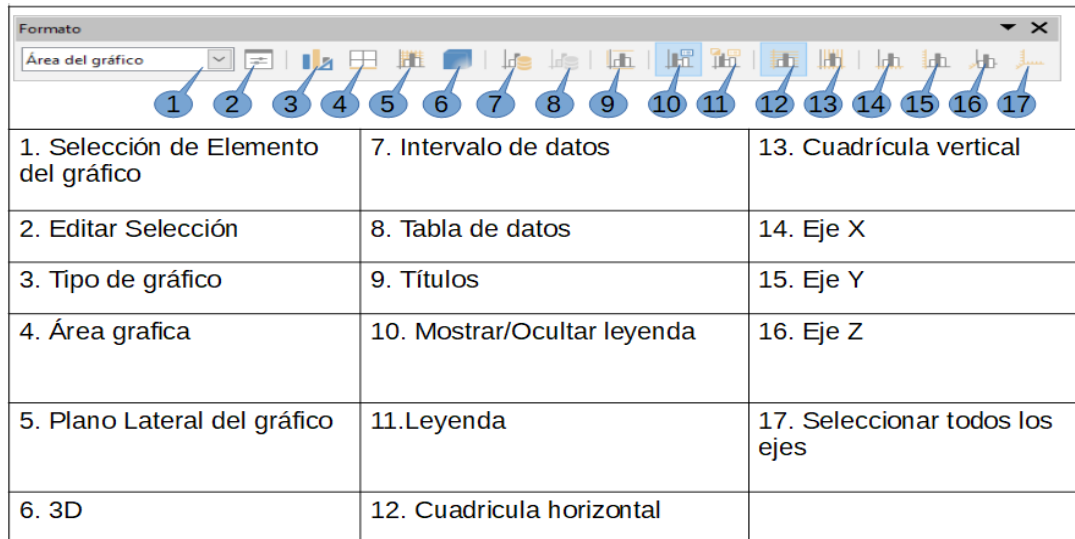 Formato
Área del gráfico
1 2 3 4 5 6 7 8 9 10 11 12 13 14 15 16 17
1. Selección de Elemento
del gráfico
7. Intervalo de datos
13. Cuadrícula vertical
2. Editar Selección
8. Tabla de datos
14. Eje X
3. Tipo de gráfico
9. Títulos
15. Eje Y
4. Área grafica
10. Mostrar/Ocultar leyenda
16. Eje Z
5. Plano Lateral del gráfico
11.Leyenda
17. Seleccionar todos los
ejes
6. 3D
12. Cuadricula horizontal